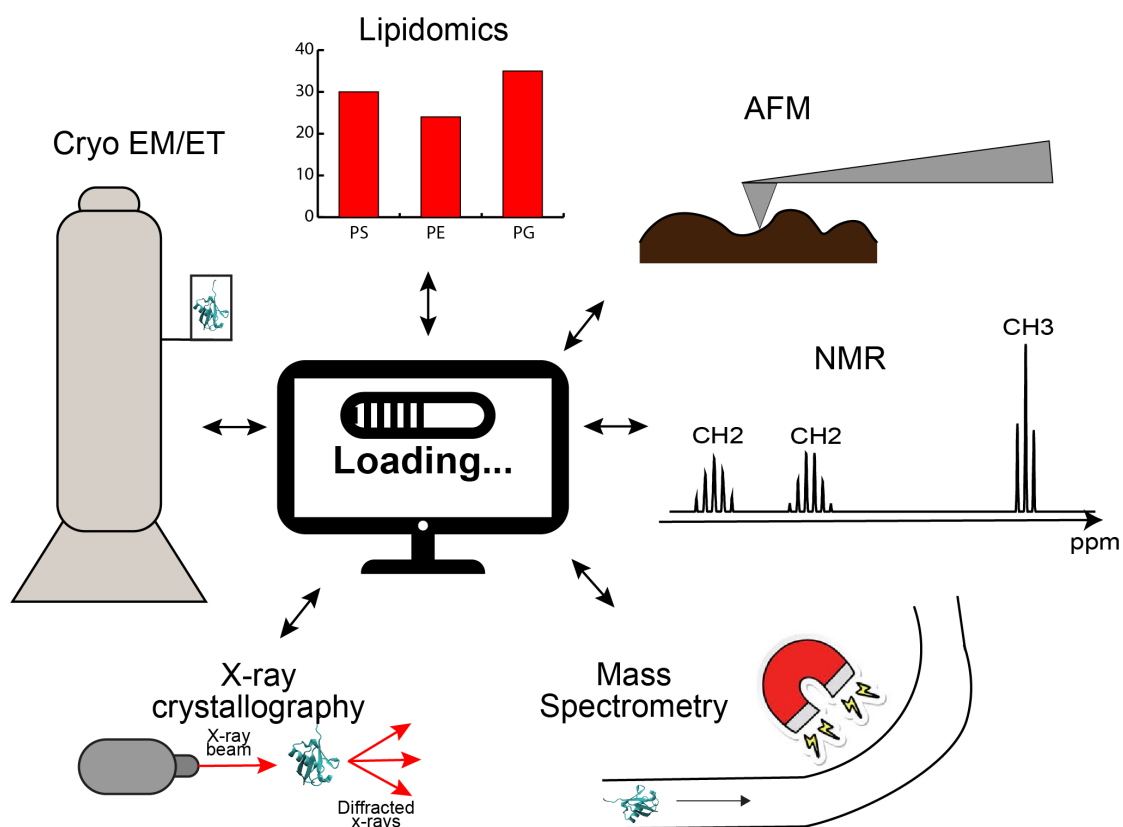 Lipidomics
40
30
20
10
0
PS PE PG
Cryo EM/ET
AFM
NMR
CH3
CH2 CH2
ppm
Loading...
X-ray
crystallography
X-ray
beam
Diffracted
x-rays
Mass
Spectrometry